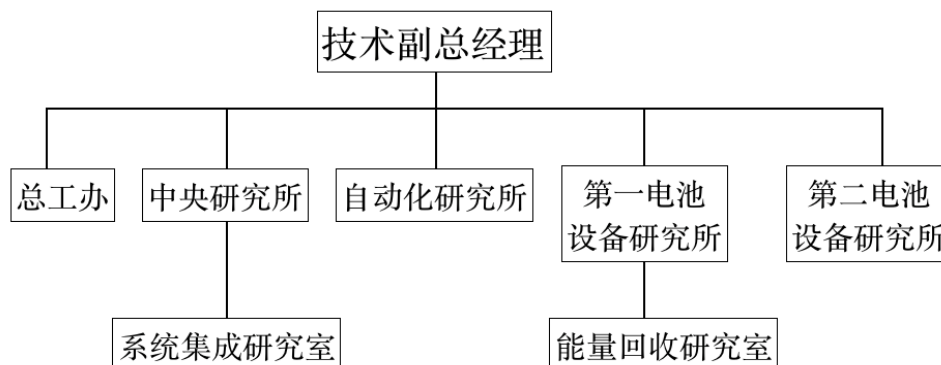 技术副总经理
总工办
中央研究所
自动化研究所
第一电池
设备研究所
第二电池
设备研究所
系统集成研究室
能量回收研究室